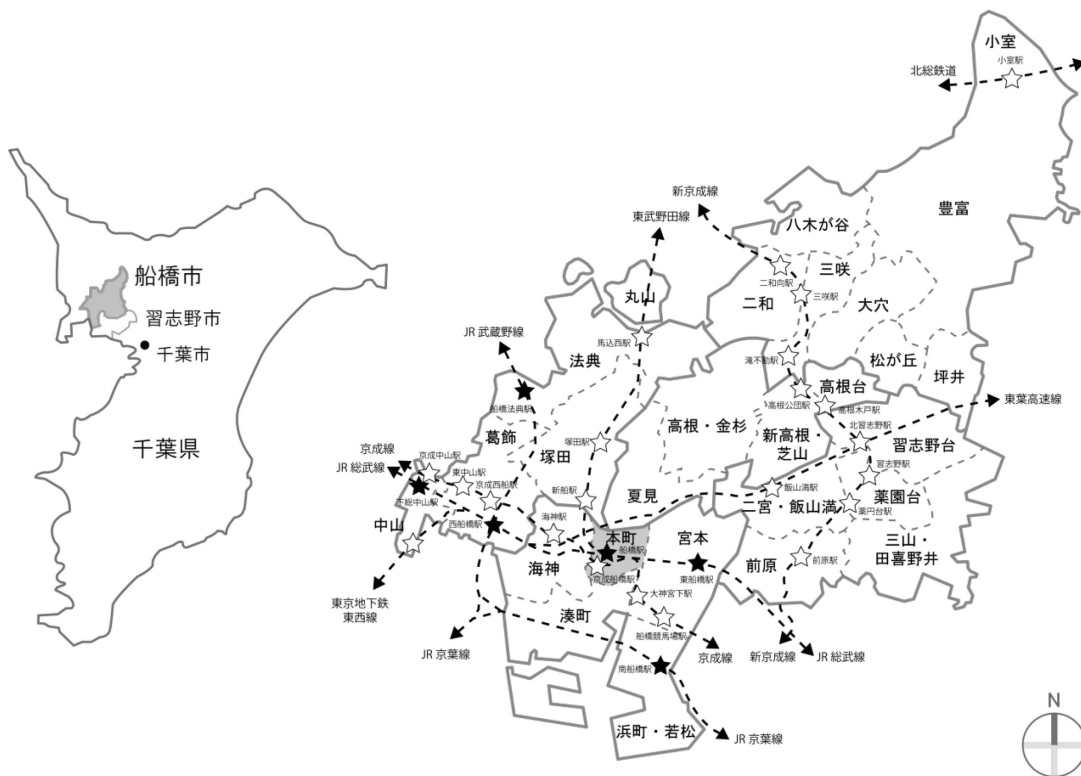 小室
小室駅
北総鉄道
新京成線
東武野田線
八木が谷
豊富
船橋市
習志野市
千葉市
千葉県
丸山
二和向駅
三咲
二和
三咲駅
大穴
JR 武蔵野線
法典
馬込西駅
滝不動駅
松が丘
坪井
高根台
高根公団駅
高根木戸駅
東葉高速線
船橋法典駅
葛飾
塚田駅
塚田
高根・金杉
新高根・
芝山
北習志野駅
習志野台
京成線
JR 総武線
京成中山駅
東中山駅
京成西船駅
下総中山駅
習志野駅
新船駅
夏見
飯山満駅
二宮・飯山満
薬園台
薬円台駅
中山
西船橋駅
海神駅
本町
船橋駅
宮本
三山・
田喜野井
海神
京成船橋駅
東船橋駅
前原
前原駅
東京地下鉄
東西線
湊町
大神宮下駅
船橋競馬場駅
JR 京葉線
京成線
新京成線
JR 総武線
南船橋駅
浜町・若松
JR 京葉線
N